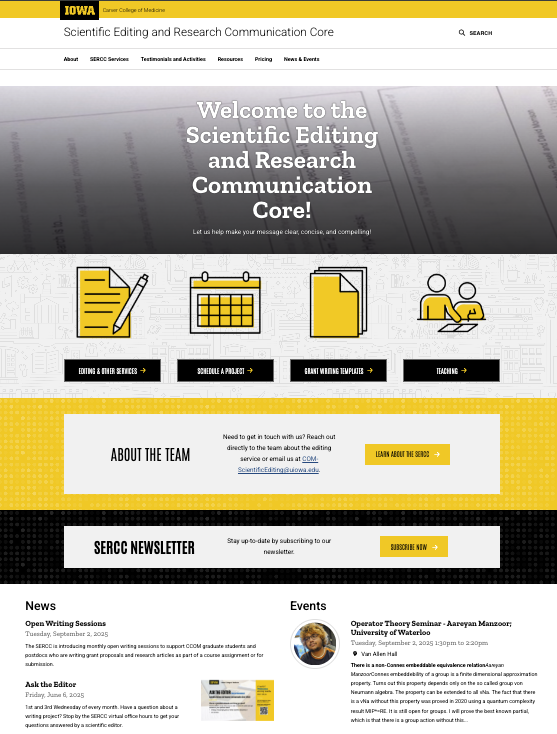 IOWA Carver College of Medicine
Scientific Editing and Research Communication Core
SEARCH
About SERCC Services Testimonials and Activities Resources Pricing News & Events
Welcome to the
Scientific Editing
and Research
Communication
Core!
Let us help make your message clear, concise, and compelling!
EDITING & OTHER SERVICES
SCHEDULE A PROJECT
GRANT WRITING TEMPLATES
TEACHING
ABOUT THE TEAM
Need to get in touch with us? Reach out
directly to the team about the editing
service or email us at COM-
ScientificEditing@uiowa.edu.
LEARN ABOUT THE SERCC
SERCC NEWSLETTER
Stay up-to-date by subscribing to our
newsletter.
SUBSCRIBE NOW
News
Open Writing Sessions
Tuesday, September 2, 2025
The SERCC is introducing monthly open writing sessions to support CCOM graduate students and
postdocs who are writing grant proposals and research articles as part of a course assignment or for
submission.
Ask the Editor
Friday, June 6, 2025
1st and 3rd Wednesday of every month. Have a question about a
writing project? Stop by the SERCC virtual office hours to get your
questions answered by a scientific editor.
Events
Operator Theory Seminar - Aareyan Manzoor;
University of Waterloo
Tuesday, September 2, 2025 1:30pm to 2:20pm
Van Allen Hall
There is a non-Connes embeddable equivalence relationAareyan
ManzoorConnes embeddability of a group is a finite dimensional approximation
property. Turns out this property depends only on the so called group von
Neumann algebra. The property can be extended to all vNa. The fact that there
is a vNa without this property was proved in 2020 using a quantum complexity
result MIP*=RE. It is still open for groups. I will prove the best known partial,
which is that there is a group action without this...